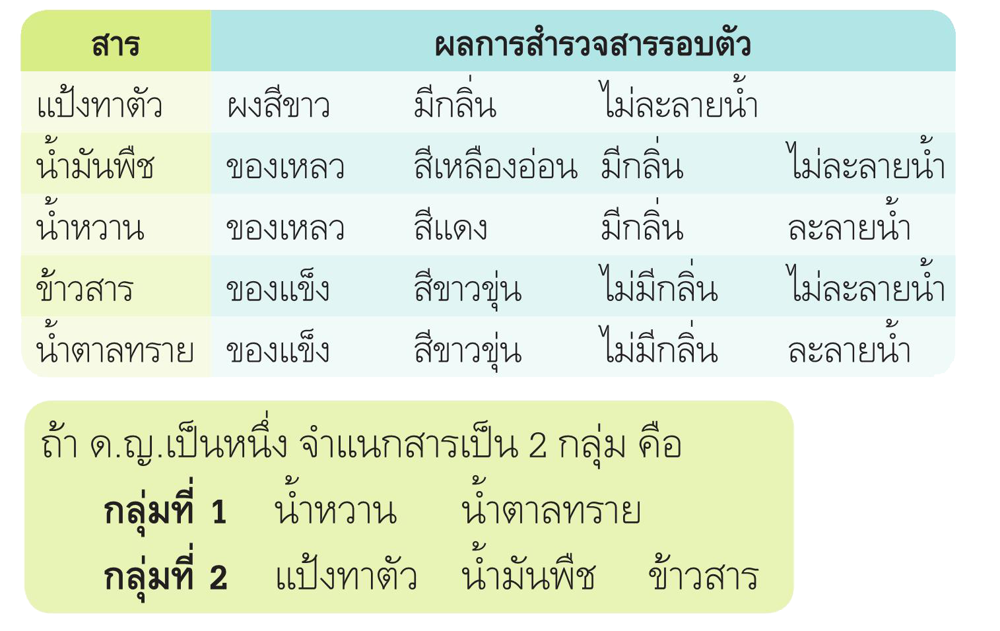 สาร ผลการสำรวจสารรอบตัว
แป้งทาตัว ผงสีขาว มีกลิ่น ไม่ละลายน้ำ
น้ำมันพืช ของเหลว สีเหลืองอ่อน มีกลิ่น ไม่ละลายน้ำ
น้ำหวาน ของเหลว สีแดง มีกลิ่น ละลายน้ำ
ข้าวสาร ของแข็ง สีขาวขุ่น ไม่มีกลิ่น ไม่ละลายน้ำ
น้ำตาลทราย ของแข็ง สีขาวขุ่น ไม่มีกลิ่น ละลายน้ำ
ถ้า ด.ญ.เป็นหนึ่ง จำแนกสารเป็น 2 กลุ่ม คือ
กลุ่มที่ 1 น้ำหวาน น้ำตาลทราย
กลุ่มที่ 2 แป้งทาตัว น้ำมันพืช ข้าวสาร